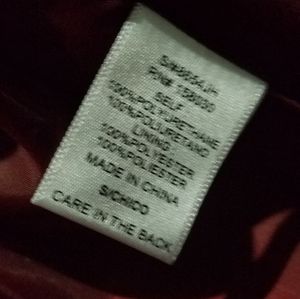 SELF
100%POLYURETHANE
100%POLIURETANO
LINING
100%POLYESTER
100%POLIESTER
MADE IN CHINA
S/CHICO
CARE IN THE BACK.